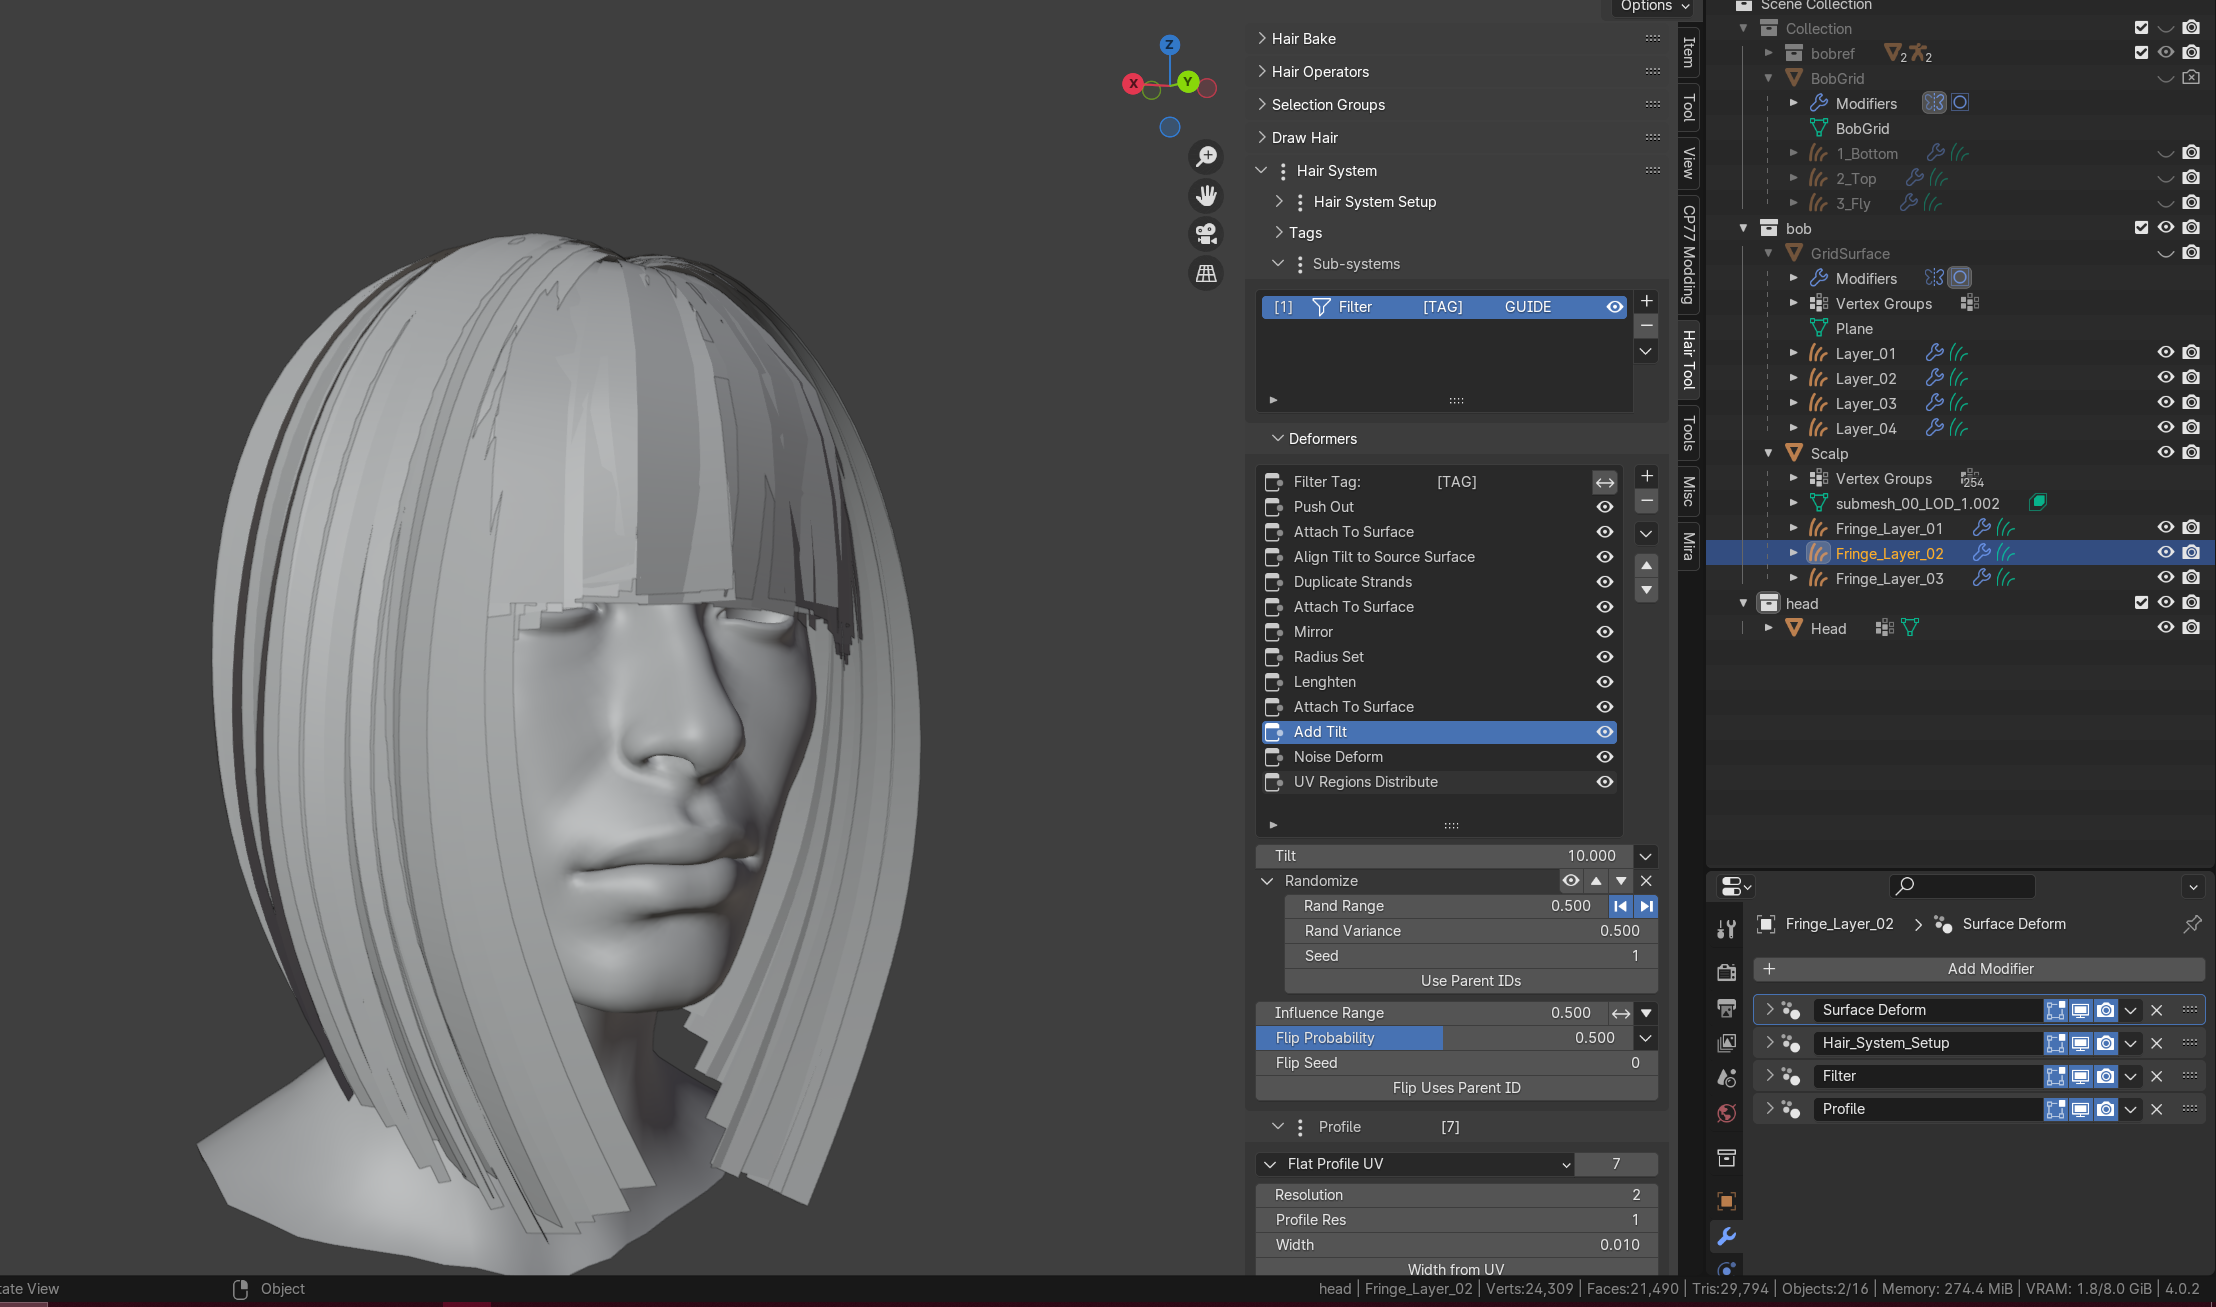 Options
Z
X
Y
Hair Bake
Hair Operators
Selection Groups
Draw Hair
Hair System
Hair System Setup
Tags
Sub-systems
[1] Filter [TAG] GUIDE
Deformers
Filter Tag: [TAG]
Push Out
Attach To Surface
Align Tilt to Source Surface
Duplicate Strands
Attach To Surface
Mirror
Radius Set
Lenghten
Attach To Surface
Add Tilt
Noise Deform
UV Regions Distribute
Tilt 10.000
Randomize
Rand Range 0.500
Rand Variance 0.500
Seed 1
Use Parent IDs
Influence Range 0.500
Flip Probability 0.500
Flip Seed 0
Flip Uses Parent ID
Profile [7]
Flat Profile UV 7
Resolution 2
Profile Res 1
Width 0.010
Width from UV
Item
Tool
View
CP77 Modding
Hair Tool
Tools
Misc
Mira
Scene Collection
Collection
bobref 2 2
BobGrid
Modifiers
BobGrid
1_Bottom
2_Top
3_Fly
bob
GridSurface
Modifiers
Vertex Groups
Plane
Layer_01
Layer_02
Layer_03
Layer_04
Scalp
Vertex Groups 254
submesh_00_LOD_1.002
Fringe_Layer_01
Fringe_Layer_02
Fringe_Layer_03
head
Head
Fringe_Layer_02 Surface Deform
Add Modifier
Surface Deform
Hair_System_Setup
Filter
Profile
tate View
Object
head | Fringe_Layer_02 | Verts:24,309 | Faces:21,490 | Tris:29,794 | Objects:2/16 | Memory: 274.4 MiB | VRAM: 1.8/8.0 GiB | 4.0.2